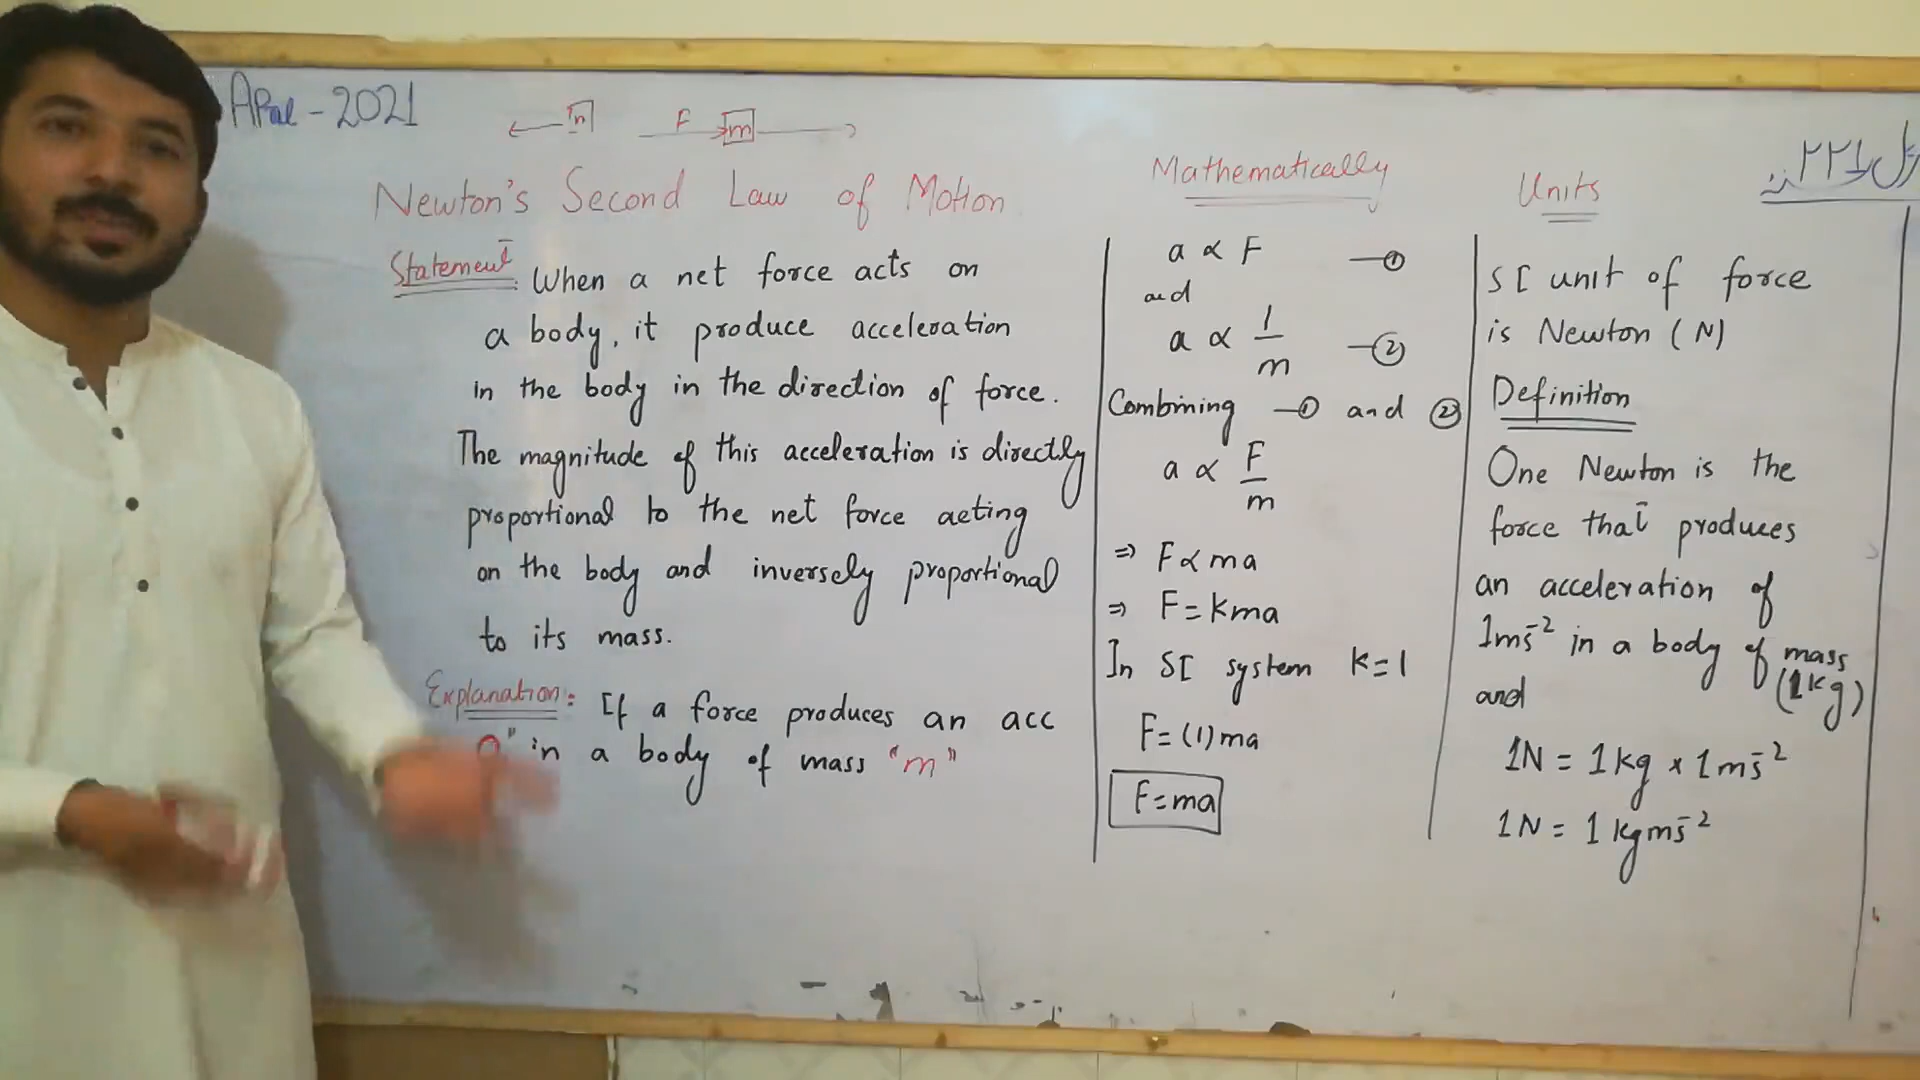 - 2021
m F m
Newton's Second Law of Motion
Statement: When a net force acts on
a body, it produce acceleration
in the body in the direction of force.
The magnitude of this acceleration is directly
proportional to the net force acting
on the body and inversely proportional
to its mass.
Explanation: If a force produces an acc
" in a body of mass "m"
Mathematically
a ∝ F —①
and
a ∝ 1/m —②
Combining —① and ②
a ∝ F/m
⇒ F ∝ ma
⇒ F = kma
In SI system k=1
F = (1)ma
F = ma
Units
SI unit of force
is Newton (N)
Definition
One Newton is the
force that produces
an acceleration of
1ms⁻² in a body of mass
(1kg)
and
1N = 1kg × 1ms⁻²
1N = 1kgms⁻²